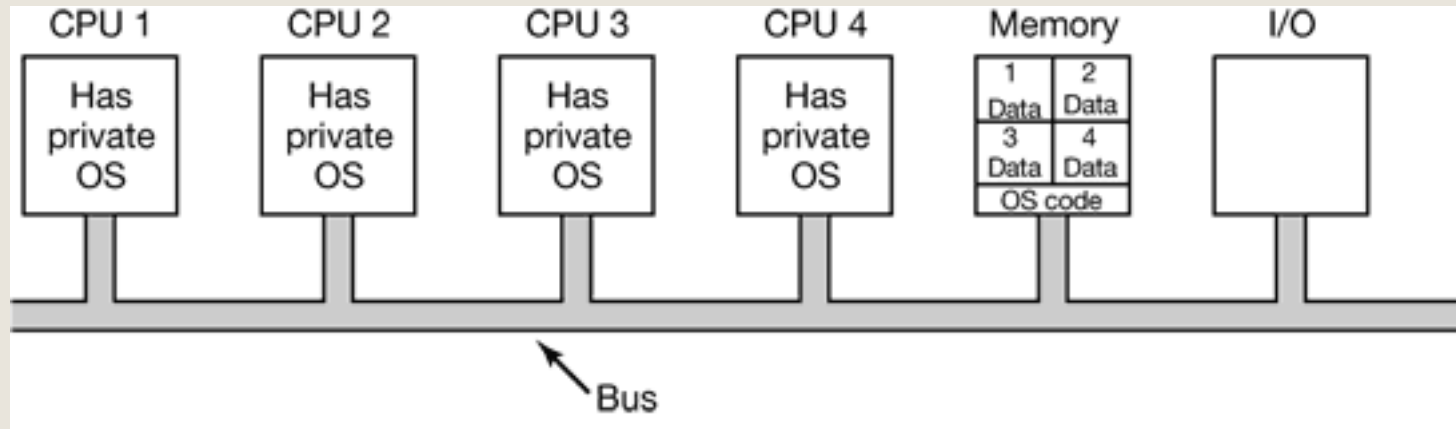 CPU 1
CPU 2
CPU 3
CPU 4
Memory
I/O
Has
private
OS
Has
private
OS
Has
private
OS
Has
private
OS
1
Data
2
Data
3
Data
4
Data
OS code
Bus